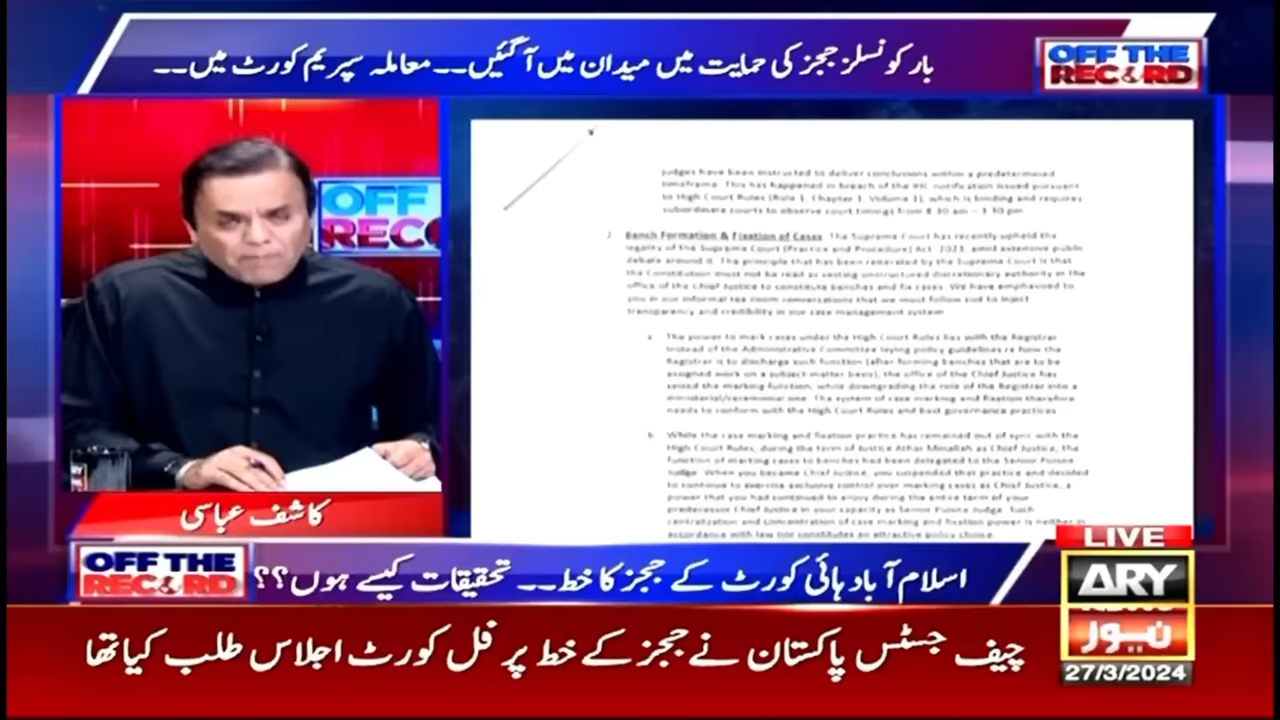 بار کونسلز ججز کی حمایت میں میدان میں آگئیں۔۔ معاملہ سپریم کورٹ میں۔۔
OFF THE
RECORD
OFF
REC
judges have been instructed to deliver conclusions within a predetermined
timeframe. This has happened in breach of the IHC notification issued pursuant
to High Court Rules (Rule 1, Chapter 1, Volume 1), which is binding and requires
subordinate courts to observe court timings from 8.30 am – 3.30 pm
2 Bench Formation & Fixation of Cases The Supreme Court has recently upheld the
legality of the Supreme Court (Practice and Procedure) Act, 2023, amid extensive public
debate around it. The principle that has been reiterated by the Supreme Court is that
the Constitution must not be read as vesting unstructured discretionary authority in the
office of the Chief Justice to constitute benches and fix cases. We have emphasized to
you in our informal tea room conversations that we must follow suit to inject
transparency and credibility in our case management system
a The power to mark cases under the High Court Rules lies with the Registrar
Instead of the Administrative Committee laying policy guidelines re how the
Registrar is to discharge such function (after forming benches that are to be
assigned work on a subject matter basis), the office of the Chief Justice has
seized the marking function, while downgrading the role of the Registrar into a
ministerial/ceremonial one. The system of case marking and fixation therefore
needs to conform with the High Court Rules and best governance practices
b While the case marking and fixation practice has remained out of sync with the
High Court Rules, during the term of Justice Athar Minallah as Chief Justice, the
function of marking cases to benches had been delegated to the Senior Puisne
Judge. When you became Chief Justice, you suspended that practice and decided
to continue to exercise exclusive control over marking cases as Chief Justice, a
power that you had continued to enjoy during the entire term of your
predecessor Chief Justice in your capacity as Senior Puisne Judge. Such
centralization and concentration of case marking and fixation power is neither in
accordance with law nor constitutes an attractive policy choice.
کاشف عباسی
OFF THE
RECORD
اسلام آباد ہائی کورٹ کے ججز کا خط۔۔ تحقیقات کیسے ہوں؟؟
LIVE
ARY
NEWS
نیوز
27/3/2024
چیف جسٹس پاکستان نے ججز کے خط پر فل کورٹ اجلاس طلب کیا تھا